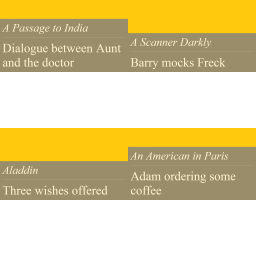 A Passage to India
Dialogue between Aunt
and the doctor
A Scanner Darkly
Barry mocks Freck
Aladdin
Three wishes offered
An American in Paris
Adam ordering some
coffee